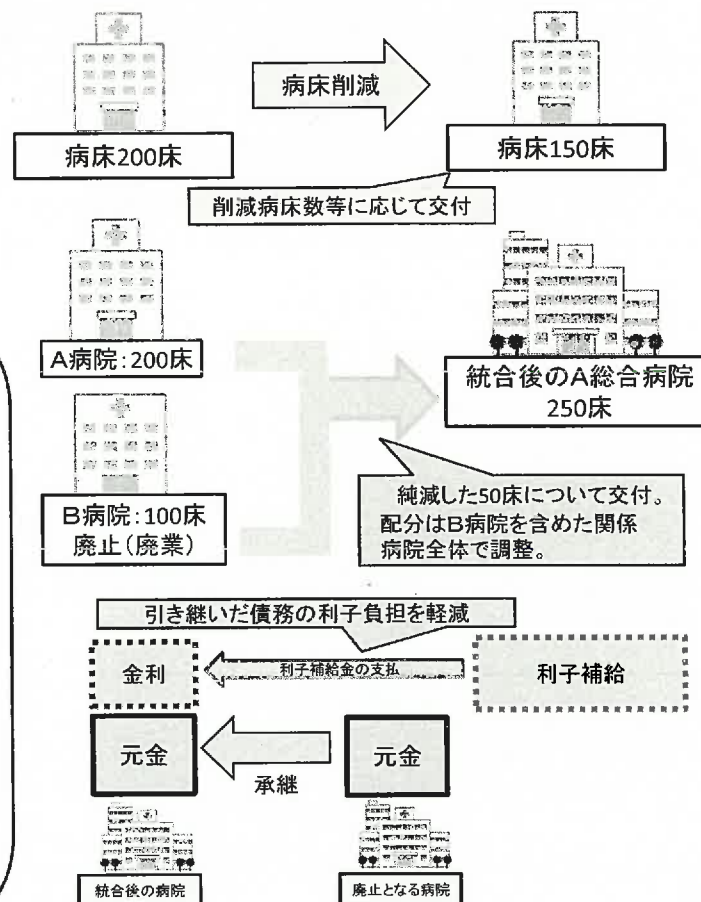 病床削減
病床200床
病床150床
削減病床数等に応じて交付
A病院:200床
B病院:100床
廃止(廃業)
統合後のA総合病院
250床
純減した50床について交付。
配分はB病院を含めた関係
病院全体で調整。
引き継いだ債務の利子負担を軽減
金利
利子補給金の支払
利子補給
元金
承継
元金
統合後の病院
廃止となる病院